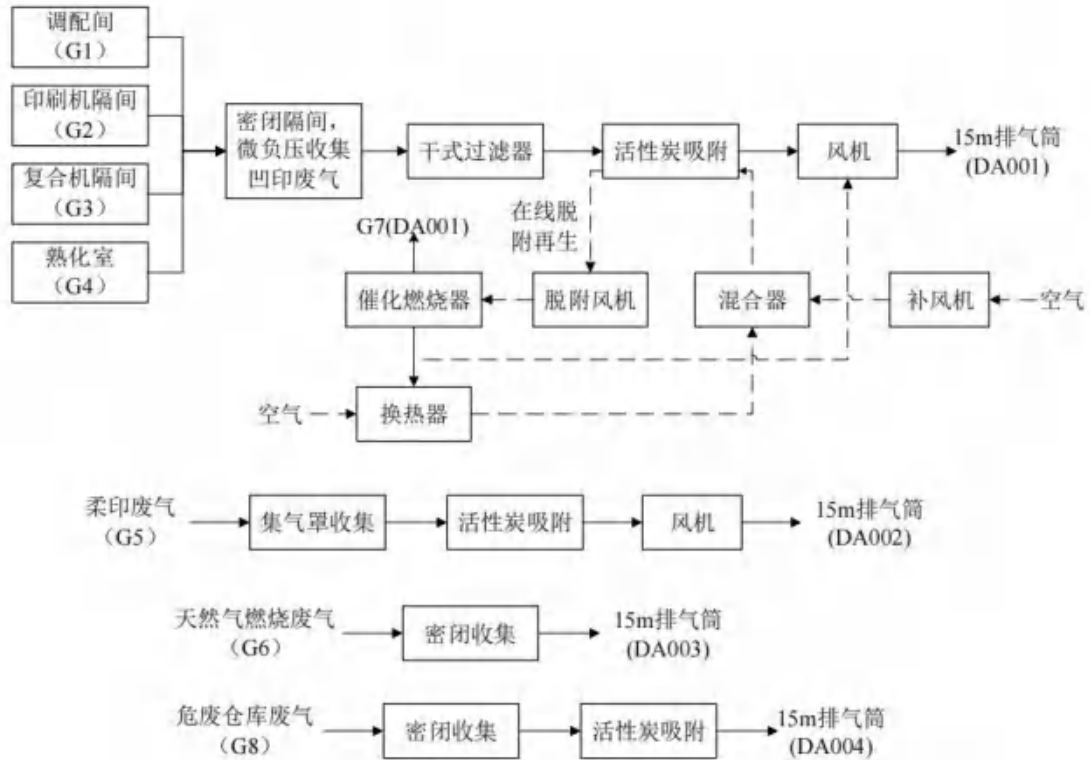 调配间
（G1）
印刷机隔间
（G2）
复合机隔间
（G3）
熟化室
（G4）
密闭隔间，
微负压收集
凹印废气
干式过滤器
活性炭吸附
风机
15m排气筒
(DA001)
G7(DA001)
在线脱
附再生
催化燃烧器
脱附风机
混合器
补风机
空气
空气
换热器
柔印废气
（G5）
集气罩收集
活性炭吸附
风机
15m排气筒
(DA002)
天然气燃烧废气
（G6）
密闭收集
15m排气筒
(DA003)
危废仓库废气
（G8）
密闭收集
活性炭吸附
15m排气筒
(DA004)